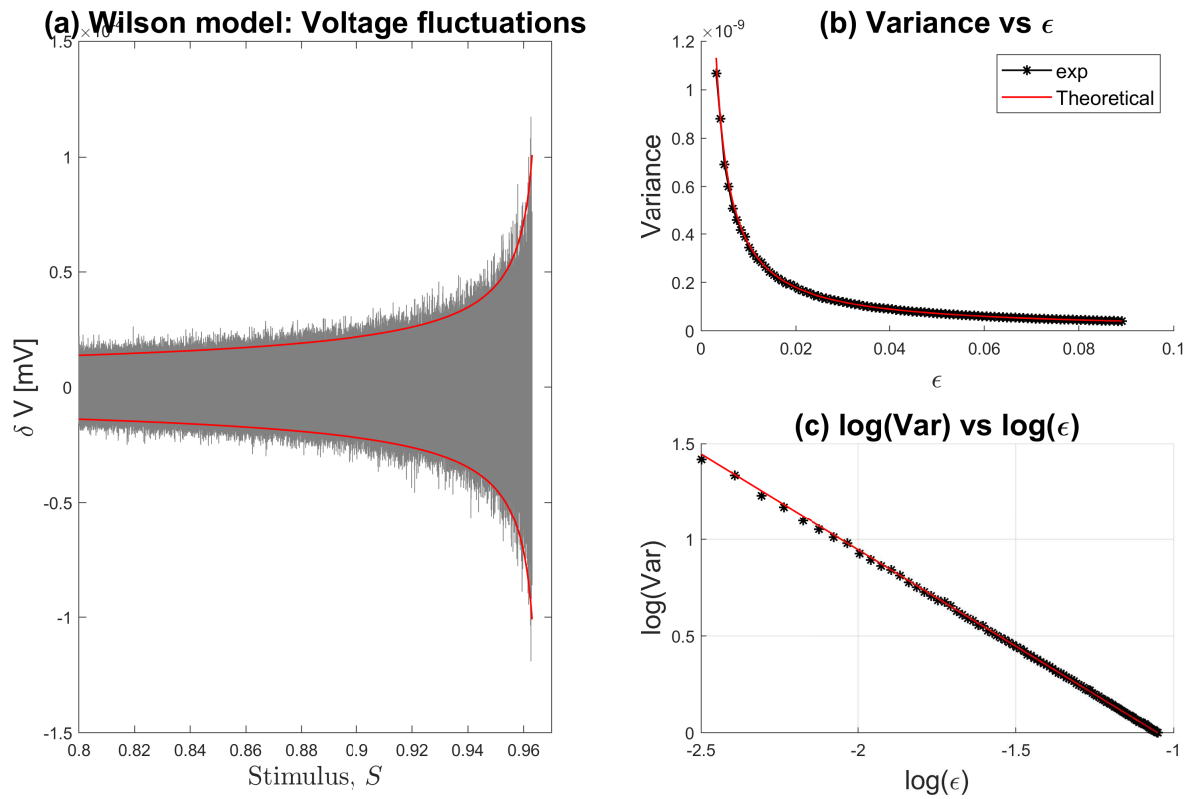 (a) Wilson model: Voltage fluctuations
1.5
1
0.5
0
-0.5
-1
-1.5
δ V [mV]
0.8 0.82 0.84 0.86 0.88 0.9 0.92 0.94 0.96
Stimulus, S
(b) Variance vs ϵ
×10⁻⁹
1.2
1
0.8
0.6
0.4
0.2
0
Variance
exp
Theoretical
0 0.02 0.04 0.06 0.08 0.1
ϵ
(c) log(Var) vs log(ϵ)
1.5
1
0.5
0
log(Var)
-2.5 -2 -1.5 -1
log(ϵ)